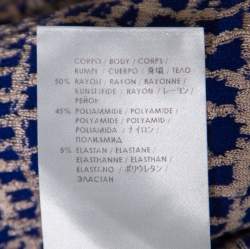 CORPO / BODY / CORPS /
RUMPF / CUERPO / 身頃 / ТЕЛО
50% RAYON / RAYON / RAYONNE /
KUNSTSEIDE / RAYON / レーヨン /
РЕЙОН
45% POLIAMMIDE / POLYAMIDE /
POLYAMIDE / POLYAMID /
POLIAMIDA / ナイロン /
ПОЛИАМИД
5% ELASTAN / ELASTANE /
ELASTHANNE / ELASTHAN /
ELASTANO / ポリウレタン /
ЭЛАСТАН